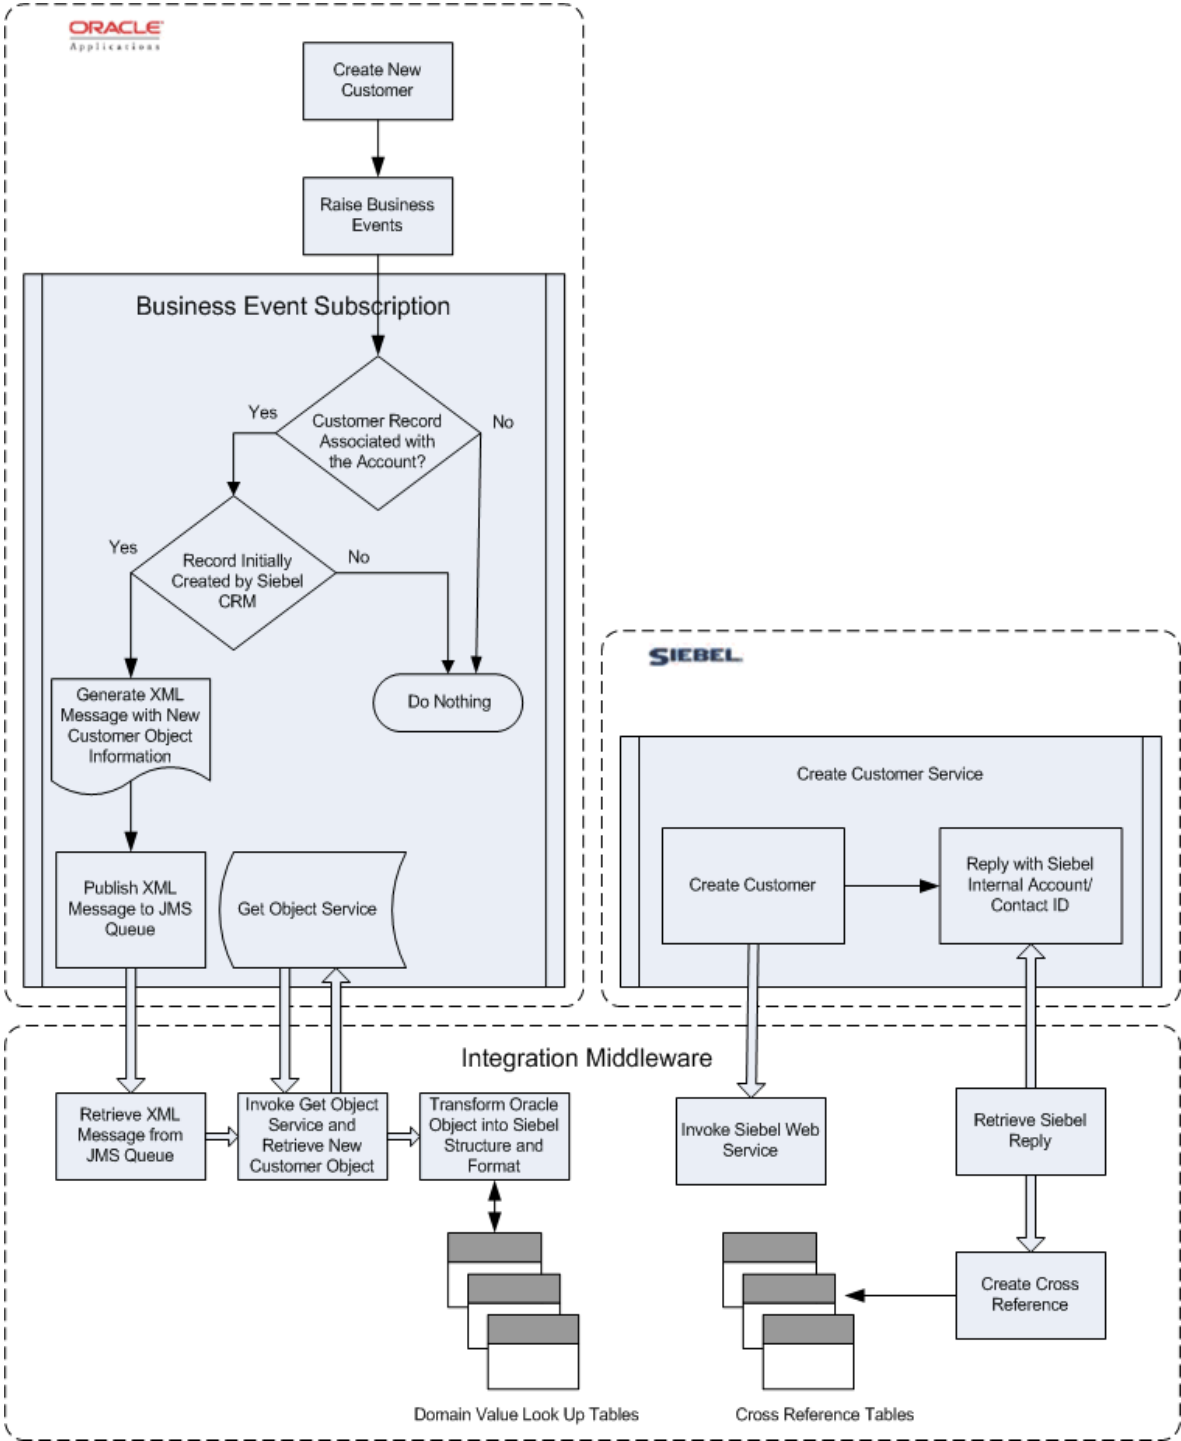 ORACLE
Applications
Create New
Customer
Raise Business
Events
Business Event Subscription
Yes
Customer Record
Associated with
the Account?
No
Yes
Record Initially
Created by Siebel
CRM
No
Generate XML
Message with New
Customer Object
Information
Do Nothing
Publish XML
Message to JMS
Queue
Get Object Service
SIEBEL
Create Customer Service
Create Customer
Reply with Siebel
Internal Account/
Contact ID
Integration Middleware
Retrieve XML
Message from
JMS Queue
Invoke Get Object
Service and
Retrieve New
Customer Object
Transform Oracle
Object into Siebel
Structure and
Format
Invoke Siebel Web
Service
Retrieve Siebel
Reply
Create Cross
Reference
Domain Value Look Up Tables
Cross Reference Tables